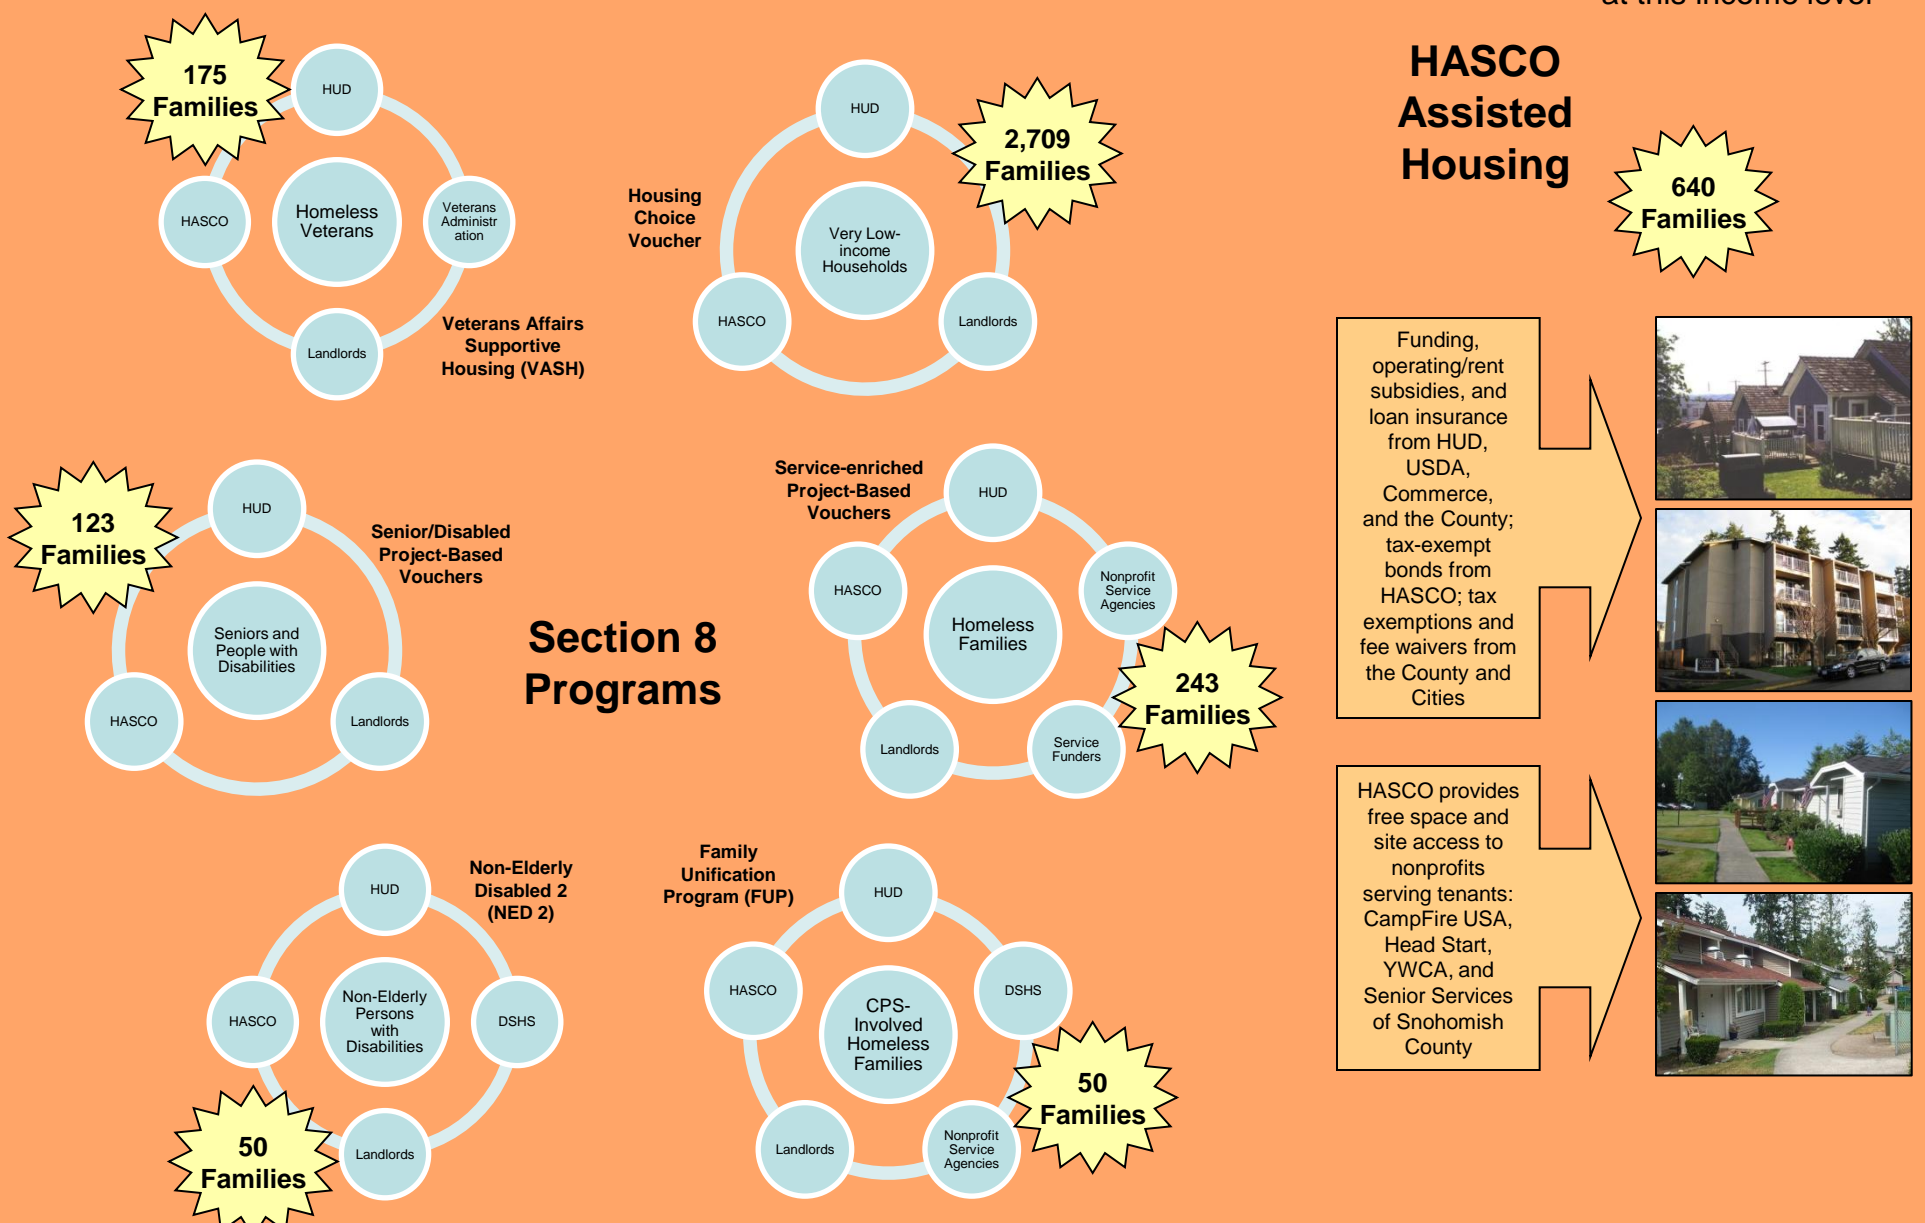 at this income level
175
Families
HUD
HASCO
Homeless
Veterans
Veterans
Administr
ation
Landlords
Veterans Affairs
Supportive
Housing (VASH)
HUD
2,709
Families
Housing
Choice
Voucher
Very Low-
income
Households
HASCO
Landlords
HASCO
Assisted
Housing
640
Families
123
Families
HUD
Senior/Disabled
Project-Based
Vouchers
Seniors and
People with
Disabilities
HASCO
Landlords
Section 8
Programs
Service-enriched
Project-Based
Vouchers
HUD
HASCO
Nonprofit
Service
Agencies
Homeless
Families
243
Families
Landlords
Service
Funders
Funding,
operating/rent
subsidies, and
loan insurance
from HUD,
USDA,
Commerce,
and the County;
tax-exempt
bonds from
HASCO; tax
exemptions and
fee waivers from
the County and
Cities
HASCO provides
free space and
site access to
nonprofits
serving tenants:
CampFire USA,
Head Start,
YWCA, and
Senior Services
of Snohomish
County
HUD
Non-Elderly
Disabled 2
(NED 2)
HASCO
Non-Elderly
Persons
with
Disabilities
DSHS
50
Families
Landlords
Family
Unification
Program (FUP)
HUD
HASCO
DSHS
CPS-
Involved
Homeless
Families
50
Families
Landlords
Nonprofit
Service
Agencies